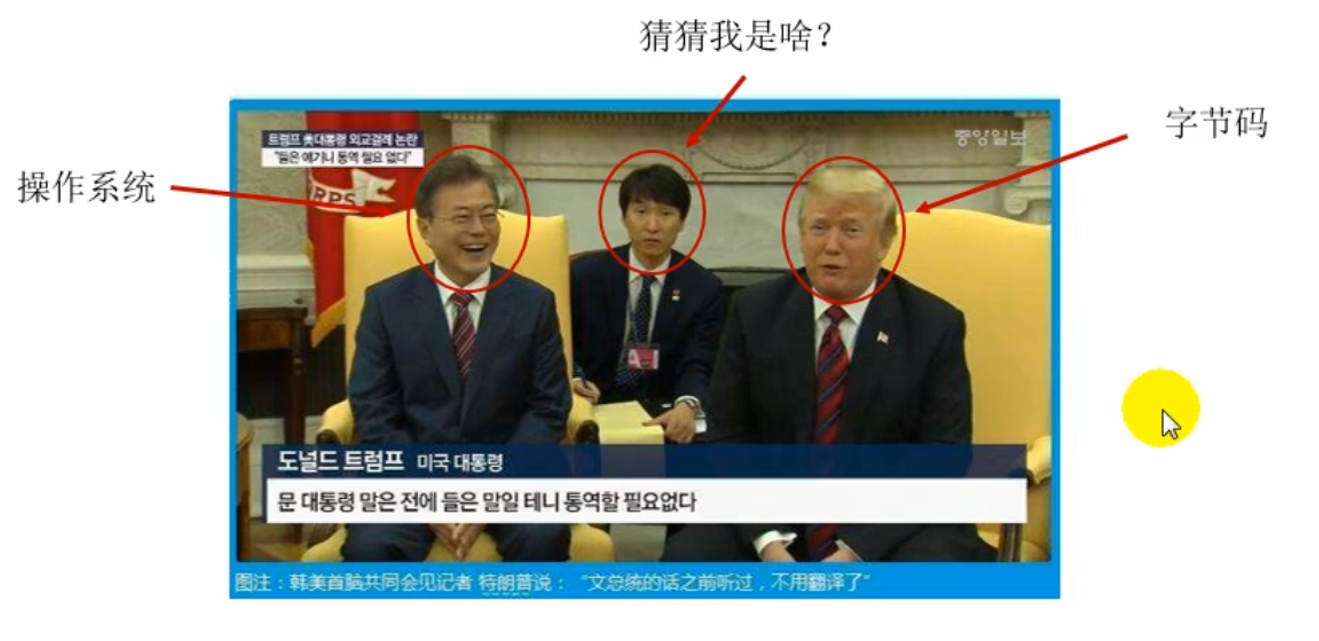 猜猜我是啥？
字节码
操作系统
트럼프 美대통령 외교결례 논란
"들은 얘기니 통역 필요 없다"
중앙일보
RPS
도널드 트럼프 미국 대통령
문 대통령 말은 전에 들은 말일 테니 통역할 필요없다
图注：韩美首脑共同会见记者 特朗普说：“文总统的话之前听过，不用翻译了”